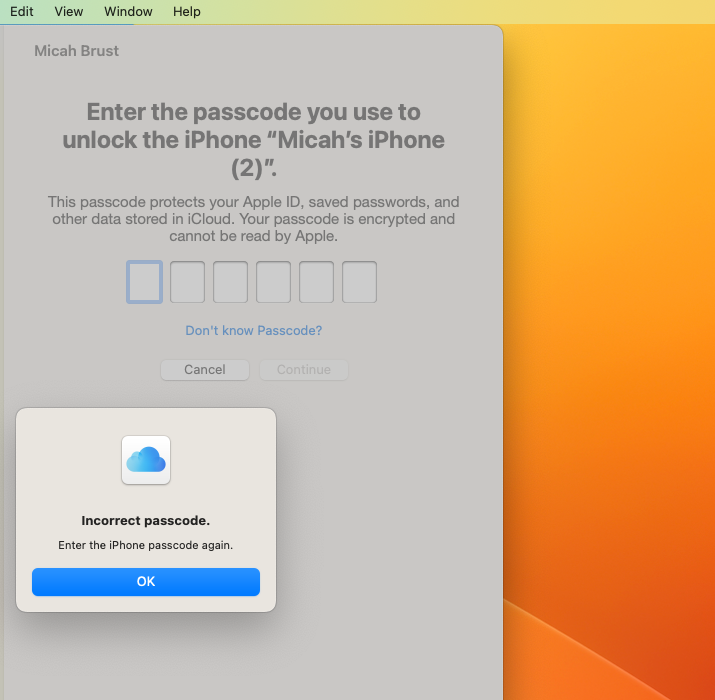 Edit View Window Help
Micah Brust
Enter the passcode you use to
unlock the iPhone “Micah’s iPhone
(2)”.
This passcode protects your Apple ID, saved passwords, and
other data stored in iCloud. Your passcode is encrypted and
cannot be read by Apple.
Don't know Passcode?
Cancel Continue
Incorrect passcode.
Enter the iPhone passcode again.
OK